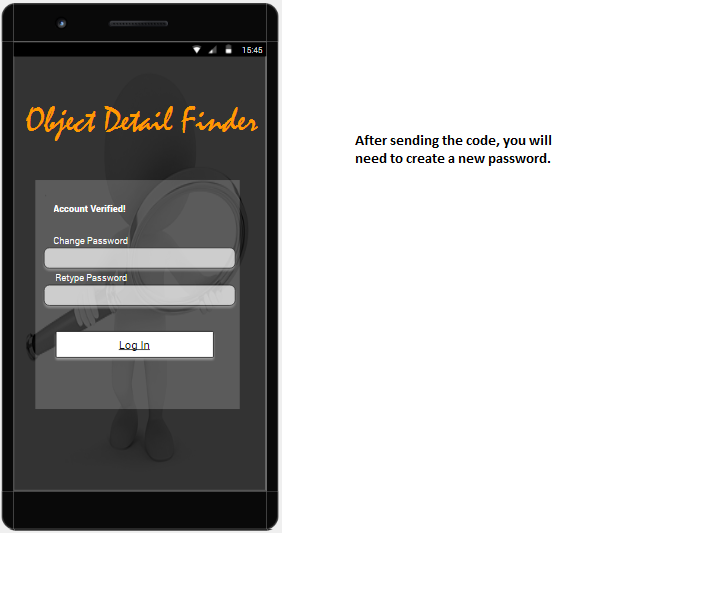 15:45
Object Detail Finder
Account Verified!
Change Password
Retype Password
Log In
After sending the code, you will
need to create a new password.